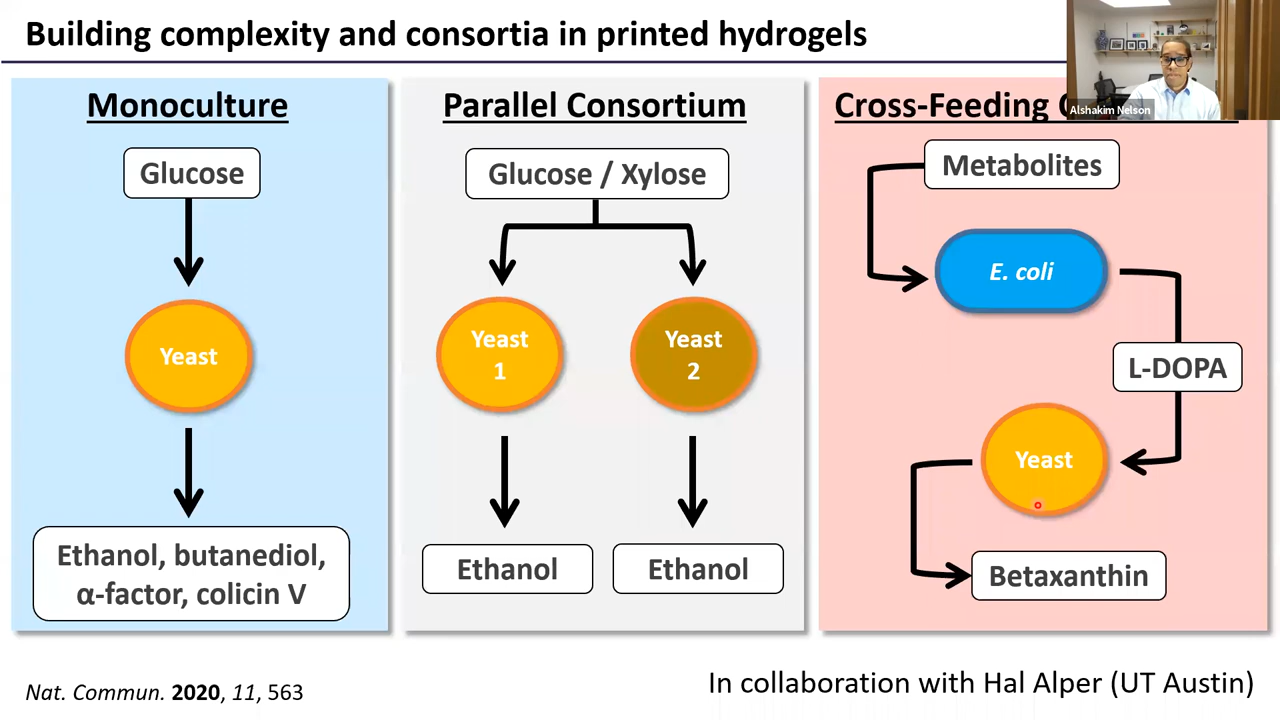 Building complexity and consortia in printed hydrogels
Alshakim Nelson
Monoculture
Glucose
Yeast
Ethanol, butanediol,
α-factor, colicin V
Parallel Consortium
Glucose / Xylose
Yeast
1
Yeast
2
Ethanol
Ethanol
Cross-Feeding
Metabolites
E. coli
L-DOPA
Yeast
Betaxanthin
Nat. Commun. 2020, 11, 563
In collaboration with Hal Alper (UT Austin)